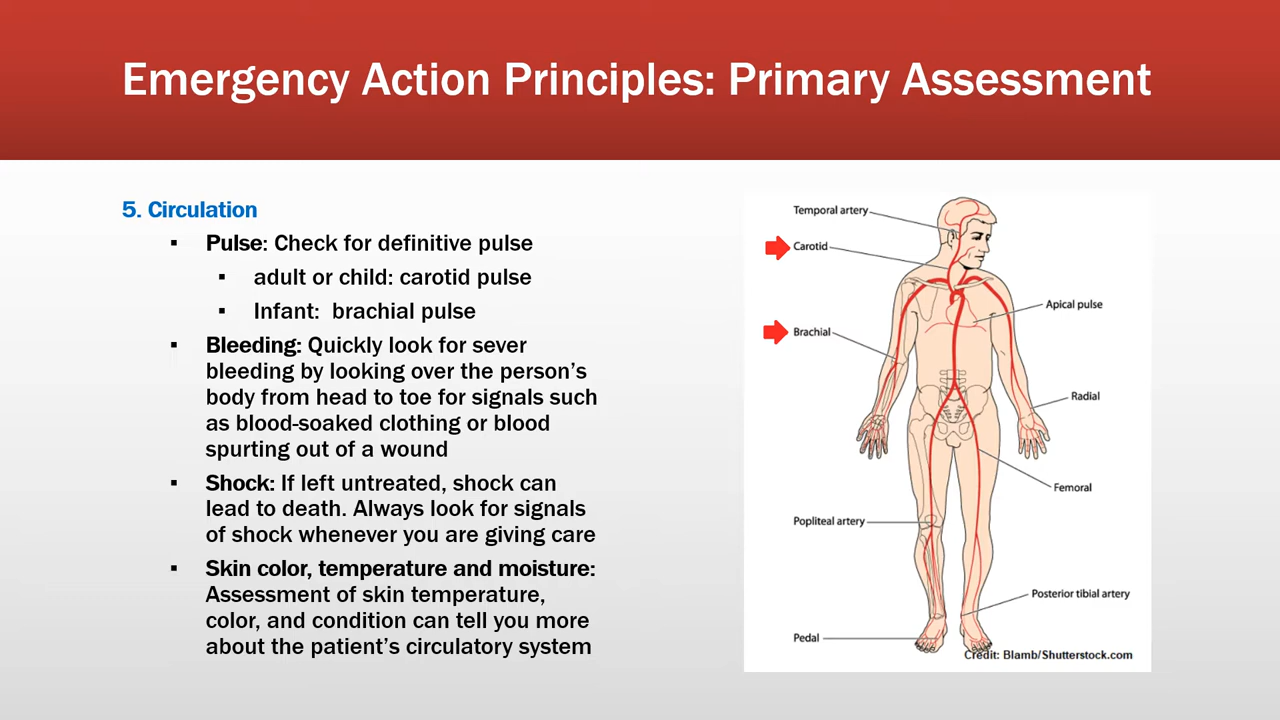 Emergency Action Principles: Primary Assessment
5. Circulation
▪ Pulse: Check for definitive pulse
▪ adult or child: carotid pulse
▪ Infant: brachial pulse
▪ Bleeding: Quickly look for sever
bleeding by looking over the person's
body from head to toe for signals such
as blood-soaked clothing or blood
spurting out of a wound
▪ Shock: If left untreated, shock can
lead to death. Always look for signals
of shock whenever you are giving care
▪ Skin color, temperature and moisture:
Assessment of skin temperature,
color, and condition can tell you more
about the patient's circulatory system
Temporal artery
Carotid
Apical pulse
Brachial
Radial
Femoral
Popliteal artery
Posterior tibial artery
Pedal
Credit: Blamb/Shutterstock.com